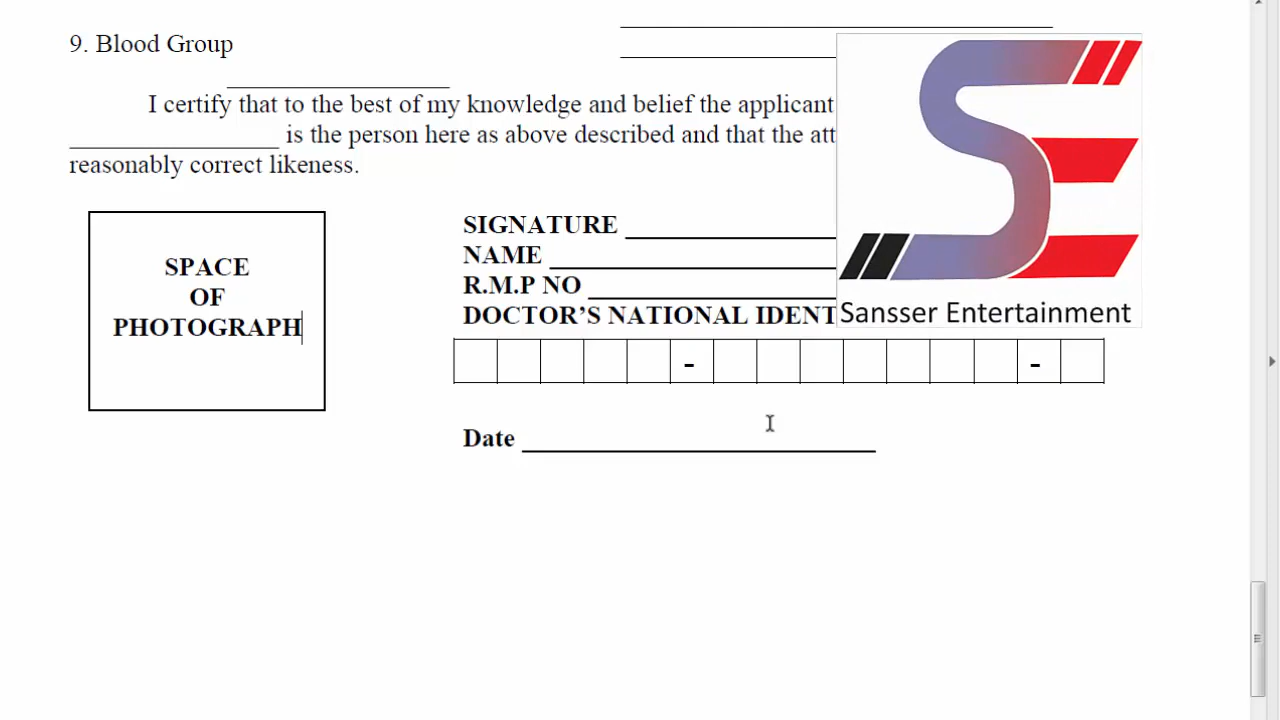 9. Blood Group
I certify that to the best of my knowledge and belief the applicant
is the person here as above described and that the att
reasonably correct likeness.
SPACE
OF
PHOTOGRAPH
SIGNATURE
NAME
R.M.P NO
DOCTOR’S NATIONAL IDENT
- -
Date
Sansser Entertainment